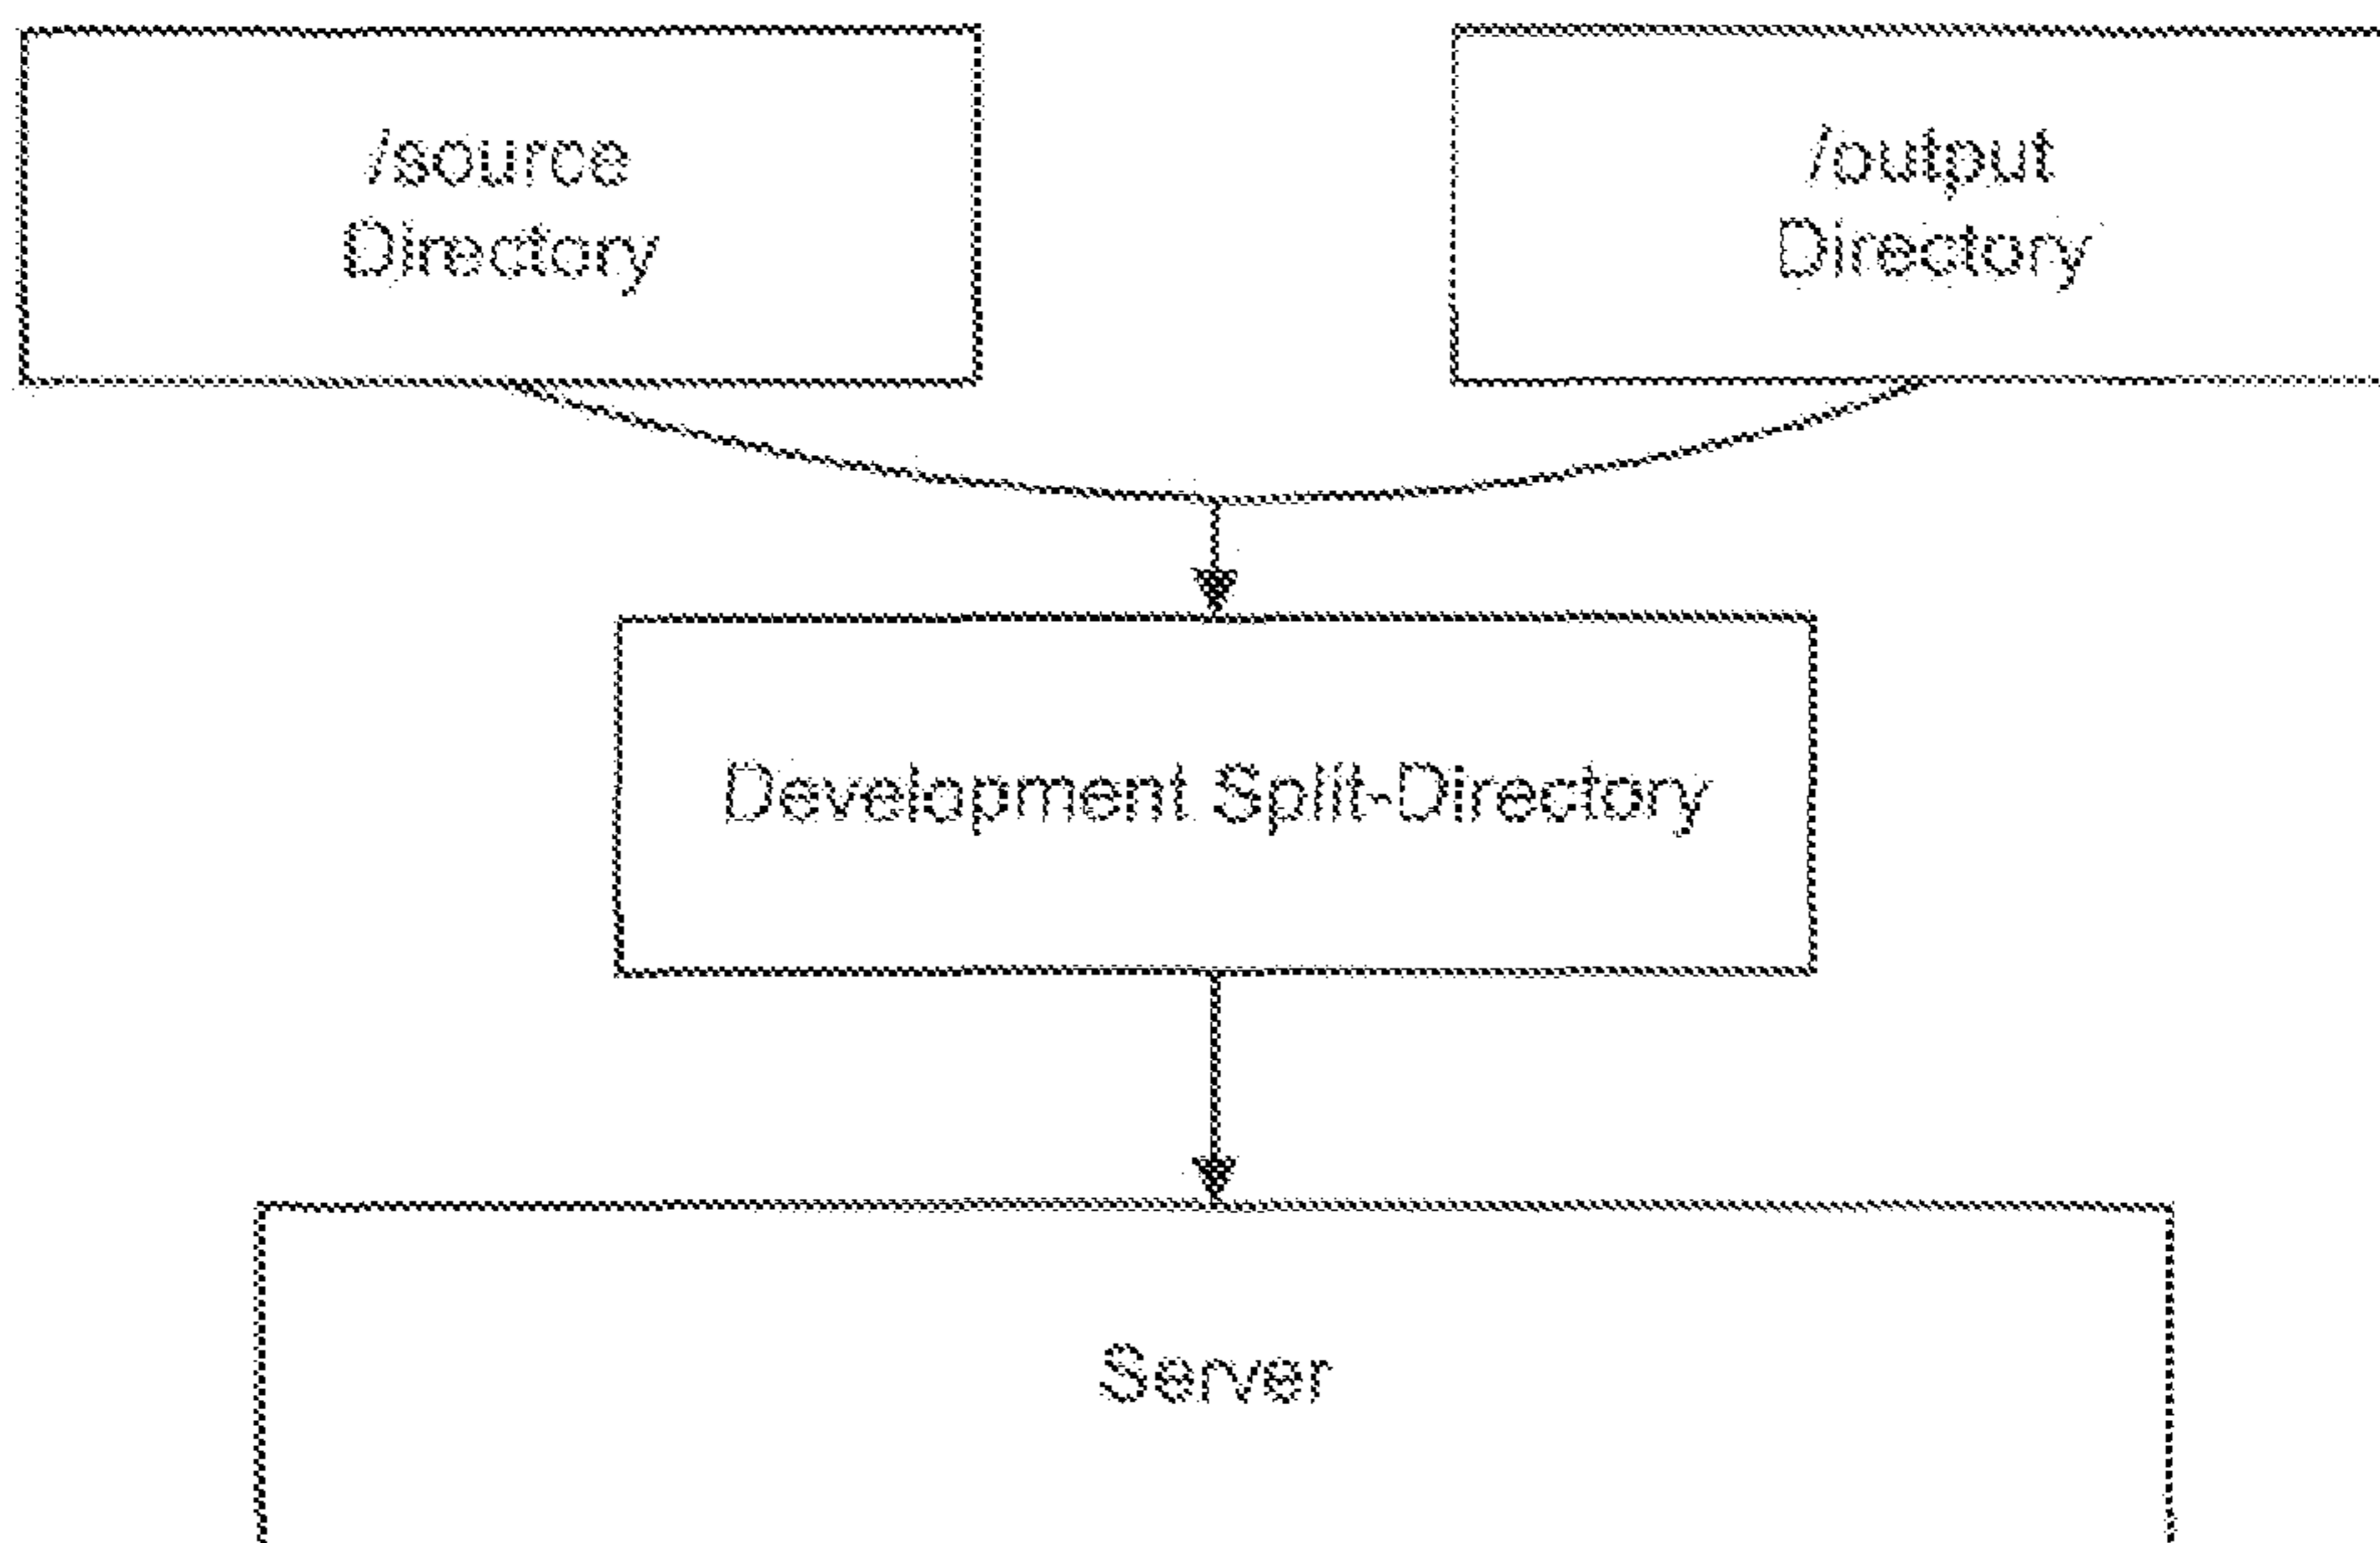 /source
Directory
/output
Directory
Development Split-Directory
Server